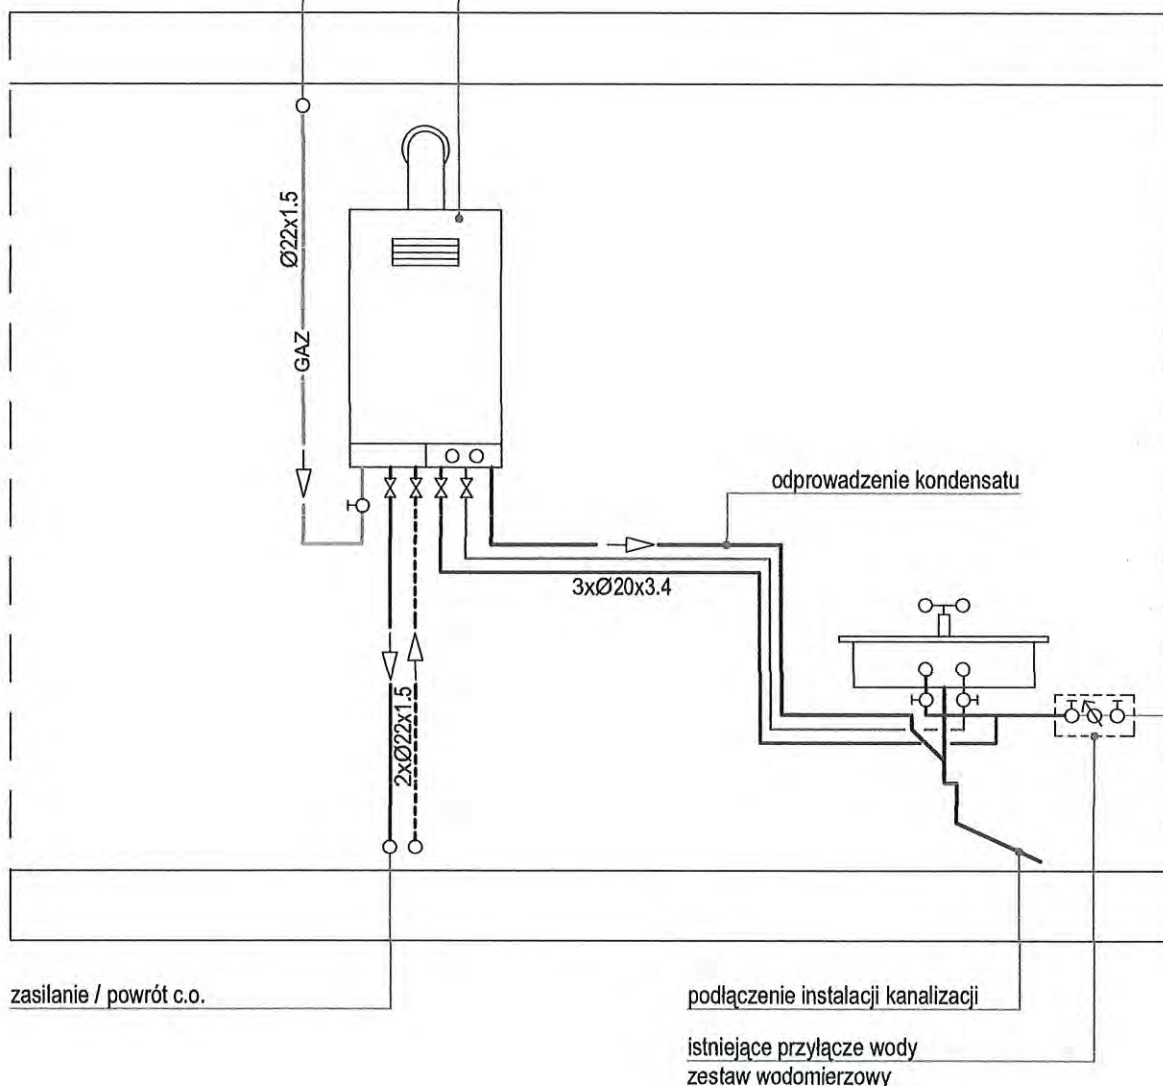 Ø22x1.5
GAZ
odprowadzenie kondensatu
3xØ20x3.4
2xØ22x1.5
zasilanie / powrót c.o.
podłączenie instalacji kanalizacji
istniejące przyłącze wody
zestaw wodomierzowy